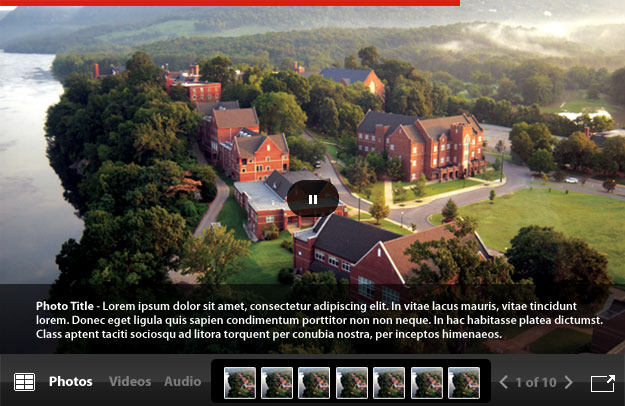 Photo Title - Lorem ipsum dolor sit amet, consectetur adipiscing elit. In vitae lacus mauris, vitae tincidunt
lorem. Donec eget ligula quis sapien condimentum porttitor non non neque. In hac habitasse platea dictumst.
Class aptent taciti sociosqu ad litora torquent per conubia nostra, per inceptos himenaeos.
Photos Videos Audio 1 of 10